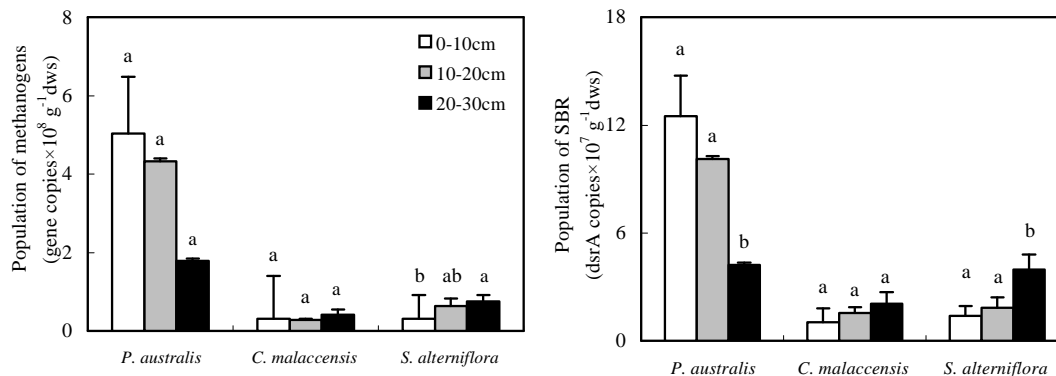 Population of methanogens
(gene copies×10⁸ g⁻¹dws)
8
6
4
2
0
0-10cm
10-20cm
20-30cm
a
a
a
a
a
a
b
ab
a
P. australis
C. malaccensis
S. alterniflora
Population of SBR
(dsrA copies×10⁷ g⁻¹dws)
18
12
6
0
a
a
b
a
a
a
a
a
b
P. australis
C. malaccensis
S. alterniflora